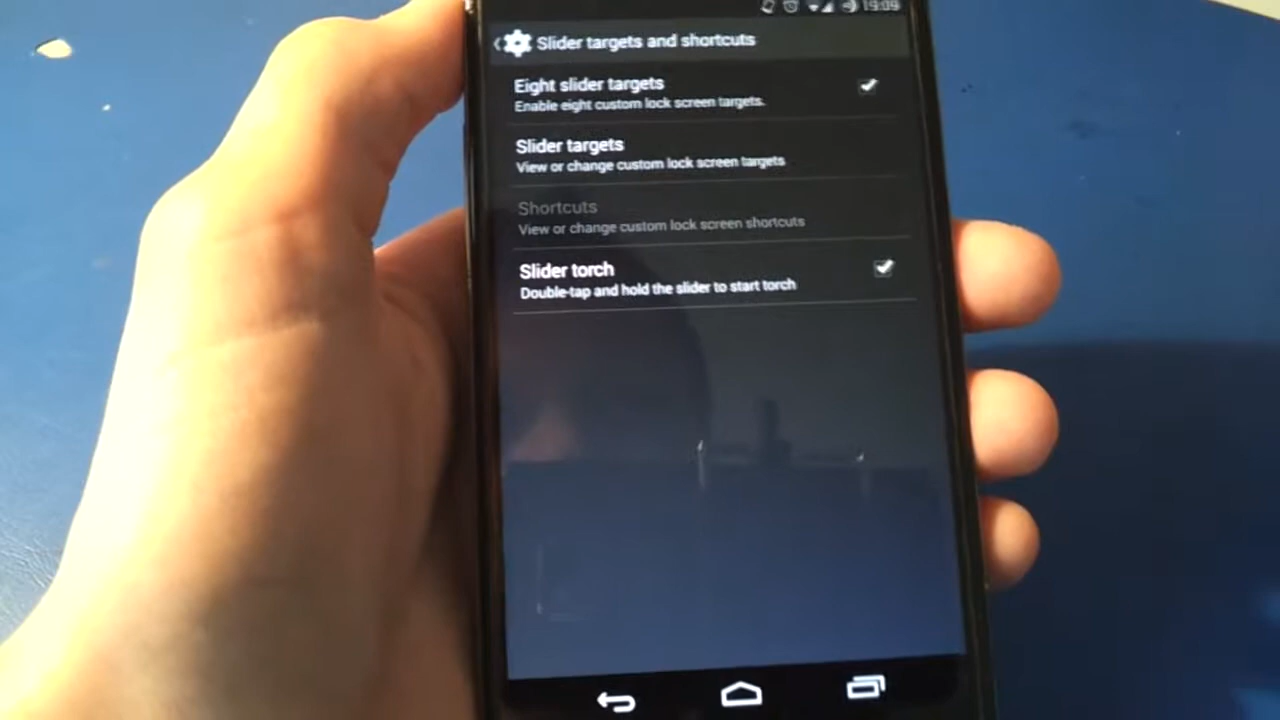 19:09
Slider targets and shortcuts
Eight slider targets
Enable eight custom lock screen targets.
Slider targets
View or change custom lock screen targets
Shortcuts
View or change custom lock screen shortcuts
Slider torch
Double-tap and hold the slider to start torch